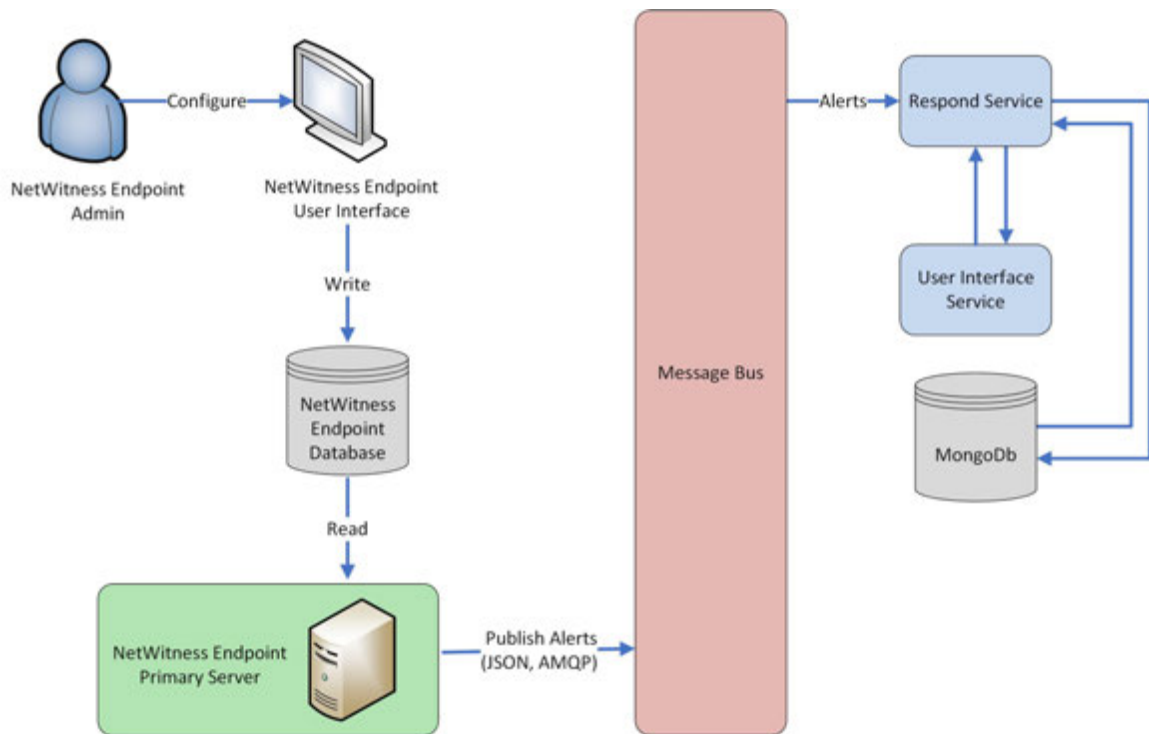 Configure
NetWitness Endpoint
Admin
NetWitness Endpoint
User Interface
Write
NetWitness
Endpoint
Database
Read
NetWitness Endpoint
Primary Server
Publish Alerts
(JSON, AMQP)
Message Bus
Alerts
Respond Service
User Interface
Service
MongoDb